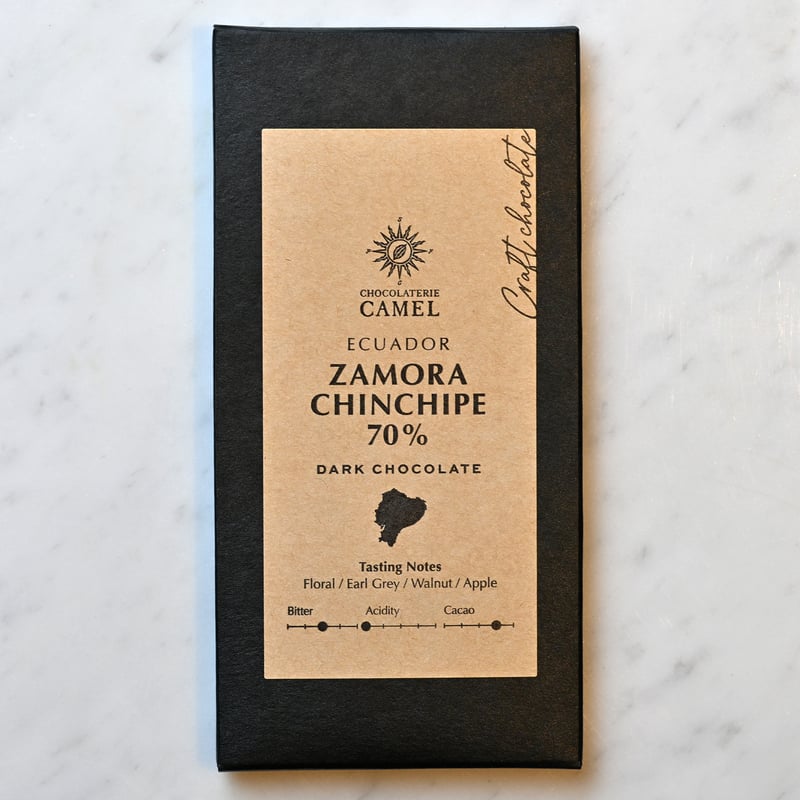 Craft chocolate
CHOCOLATERIE
CAMEL
ECUADOR
ZAMORA
CHINCHIPE
70%
DARK CHOCOLATE
Tasting Notes
Floral / Earl Grey / Walnut / Apple
Bitter Acidity Cacao